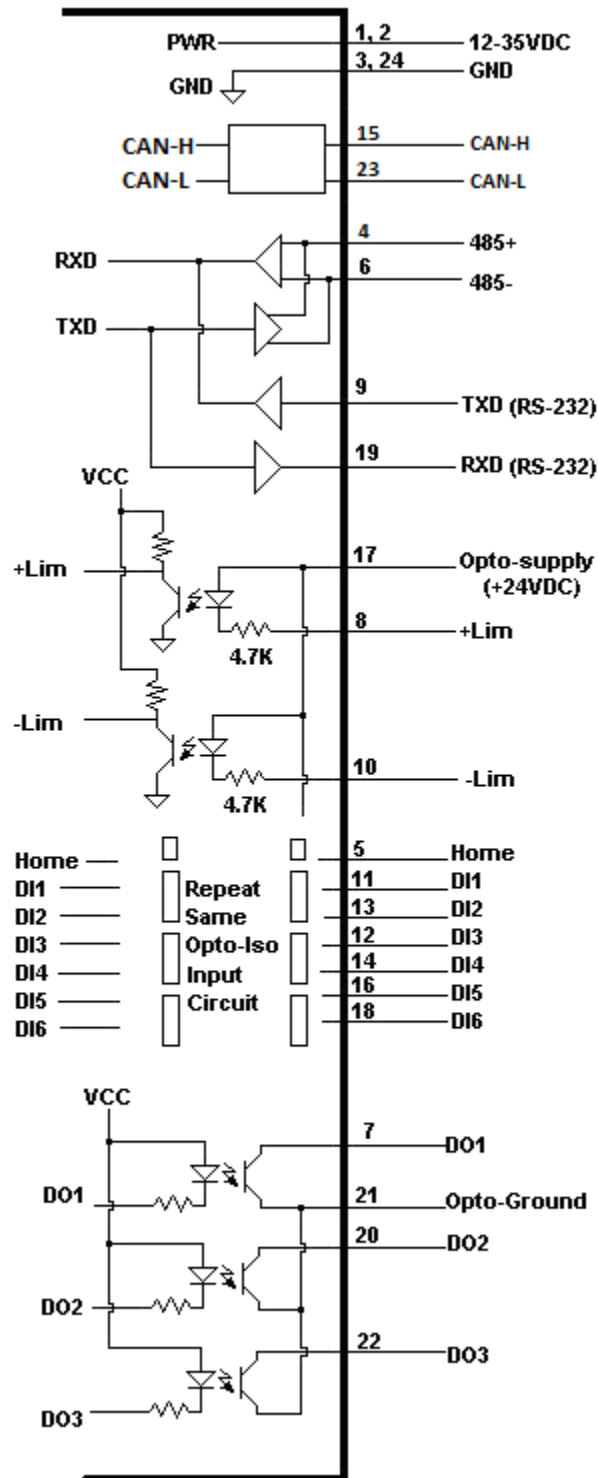 PWR 1, 2 12-35VDC
GND 3, 24 GND
CAN-H 15 CAN-H
CAN-L 23 CAN-L
4 485+
RXD 6 485-
TXD
9 TXD (RS-232)
19 RXD (RS-232)
VCC
17 Opto-supply
(+24VDC)
+Lim 8 +Lim
4.7K
-Lim 10 -Lim
4.7K
Home 5 Home
DI1 Repeat 11 DI1
DI2 Same 13 DI2
DI3 Opto-Iso 12 DI3
DI4 Input 14 DI4
DI5 Circuit 16 DI5
DI6 18 DI6
VCC
7 DO1
DO1 21 Opto-Ground
20 DO2
DO2
22 DO3
DO3